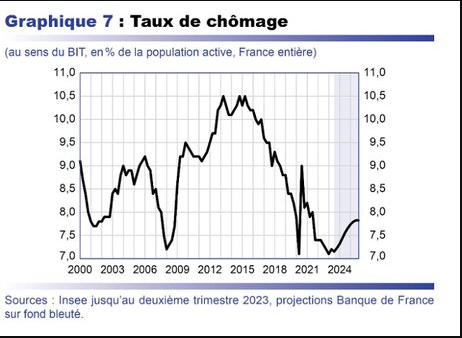 Graphique 7 : Taux de chômage
(au sens du BIT, en % de la population active, France entière)
11,0 11,0
10,5 10,5
10,0 10,0
9,5 9,5
9,0 9,0
8,5 8,5
8,0 8,0
7,5 7,5
7,0 7,0
2000 2003 2006 2009 2012 2015 2018 2021 2024
Sources : Insee jusqu'au deuxième trimestre 2023, projections Banque de France
sur fond bleuté.